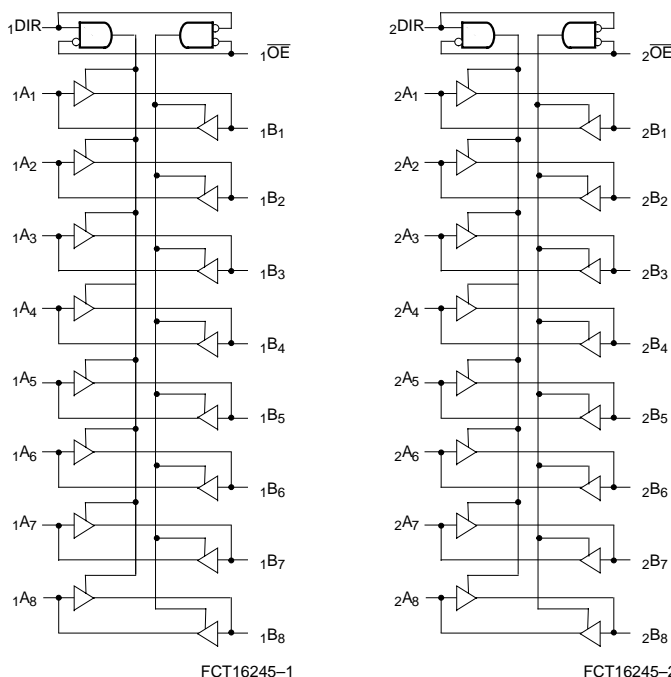 1DIR
1OE
1A1
1B1
1A2
1B2
1A3
1B3
1A4
1B4
1A5
1B5
1A6
1B6
1A7
1B7
1A8
1B8
FCT16245–1
2DIR
2OE
2A1
2B1
2A2
2B2
2A3
2B3
2A4
2B4
2A5
2B5
2A6
2B6
2A7
2B7
2A8
2B8
FCT16245–2